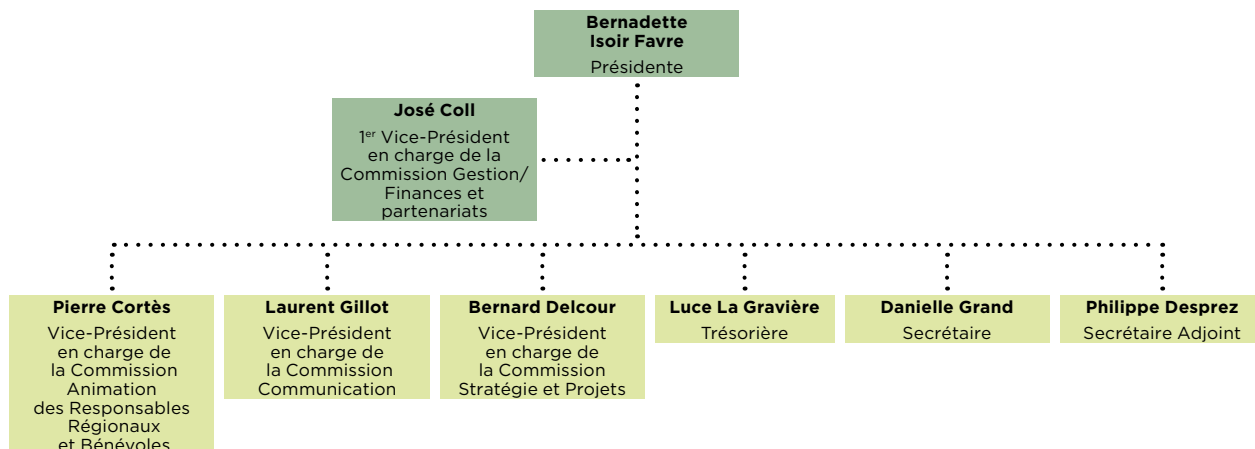 Bernadette
Isoir Favre
Présidente
José Coll
1er Vice-Président
en charge de la
Commission Gestion/
Finances et
partenariats
Pierre Cortès
Vice-Président
en charge de
la Commission
Animation
des Responsables
Régionaux
et Bénévoles
Laurent Gillot
Vice-Président
en charge de
la Commission
Communication
Bernard Delcour
Vice-Président
en charge de
la Commission
Stratégie et Projets
Luce La Gravière
Trésorière
Danielle Grand
Secrétaire
Philippe Desprez
Secrétaire Adjoint